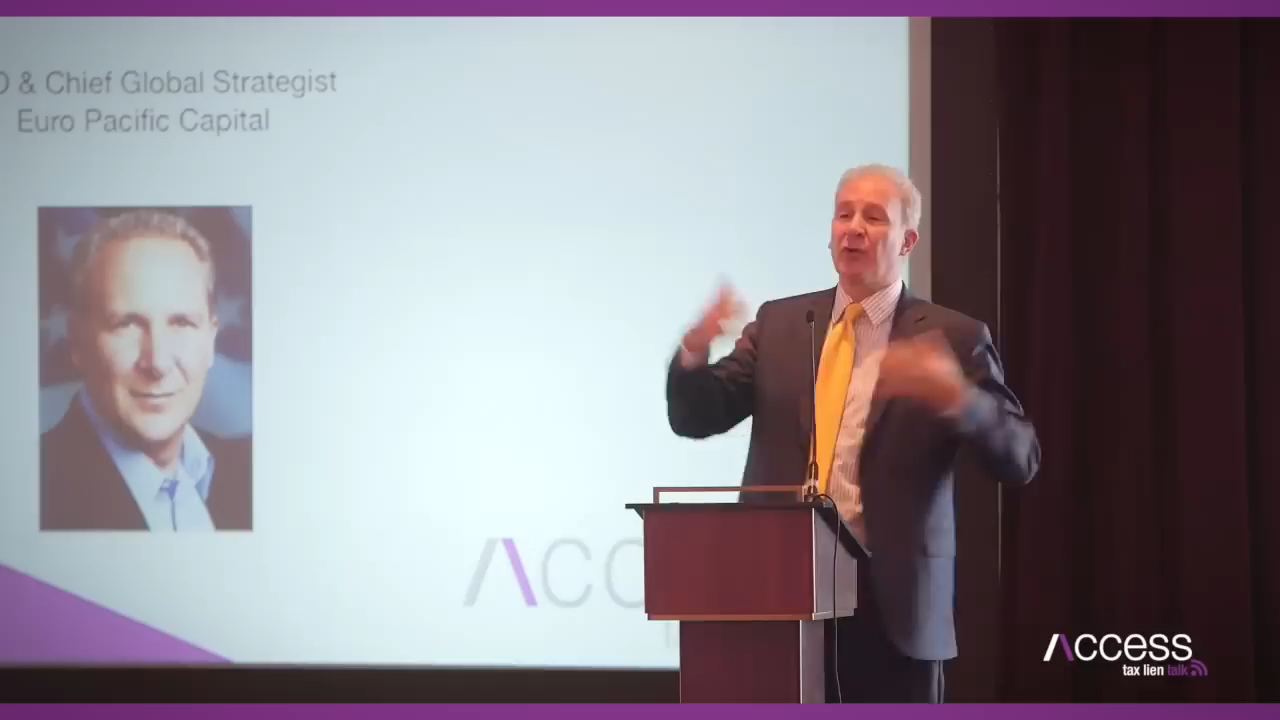 O & Chief Global Strategist
Euro Pacific Capital
ACC
ACCESS
tax lien talk